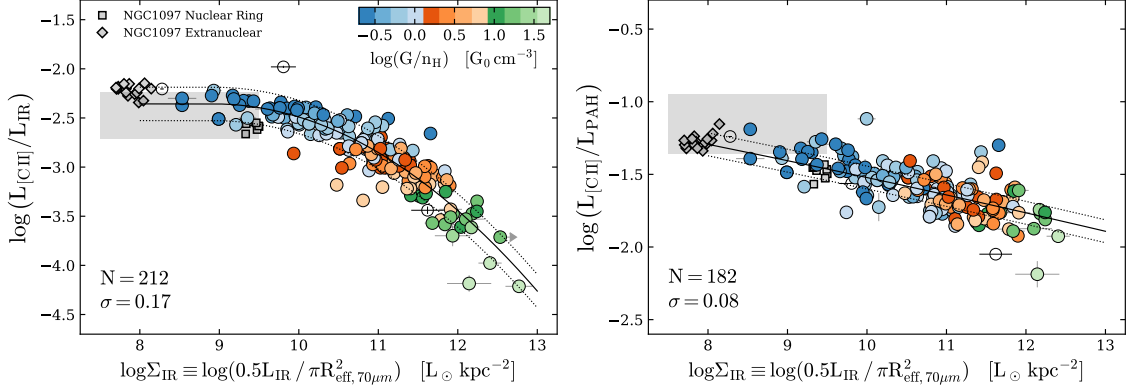 NGC1097 Nuclear Ring
NGC1097 Extranuclear
−0.5 0.0 0.5 1.0 1.5
log(G/n_H) [G_0 cm^−3]
log (L_[CII]/L_IR)
−1.5
−2.0
−2.5
−3.0
−3.5
−4.0
−4.5
N = 212
σ = 0.17
8 9 10 11 12 13
logΣ_IR ≡ log(0.5L_IR / πR^2_eff, 70μm) [L_⊙ kpc^−2]
log (L_[CII]/L_PAH)
−0.5
−1.0
−1.5
−2.0
−2.5
N = 182
σ = 0.08
8 9 10 11 12 13
logΣ_IR ≡ log(0.5L_IR / πR^2_eff, 70μm) [L_⊙ kpc^−2]